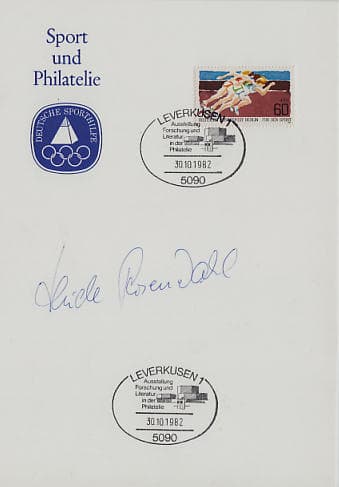 Sport
und
Philatelie
DEUTSCHE SPORTHILFE
60
LEVERKUSEN 1
Ausstellung
Forschung und
Literatur
in der
Philatelie
30.10.1982
5090
Heide Rosendahl
LEVERKUSEN 1
Ausstellung
Forschung und
Literatur
in der
Philatelie
30.10.1982
5090